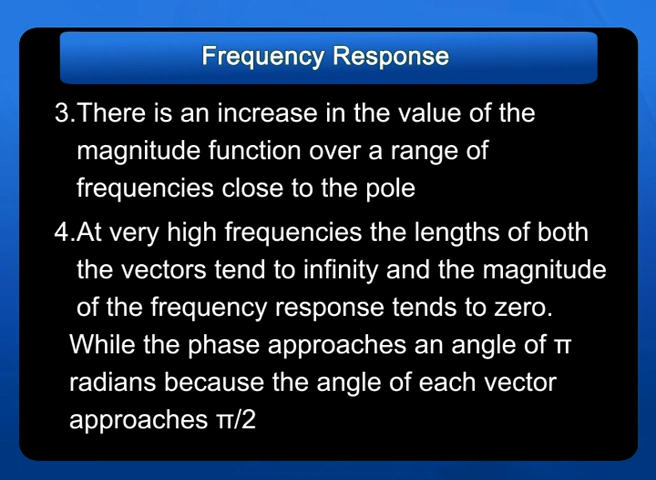 Frequency Response
3.There is an increase in the value of the
magnitude function over a range of
frequencies close to the pole
4.At very high frequencies the lengths of both
the vectors tend to infinity and the magnitude
of the frequency response tends to zero.
While the phase approaches an angle of π
radians because the angle of each vector
approaches π/2